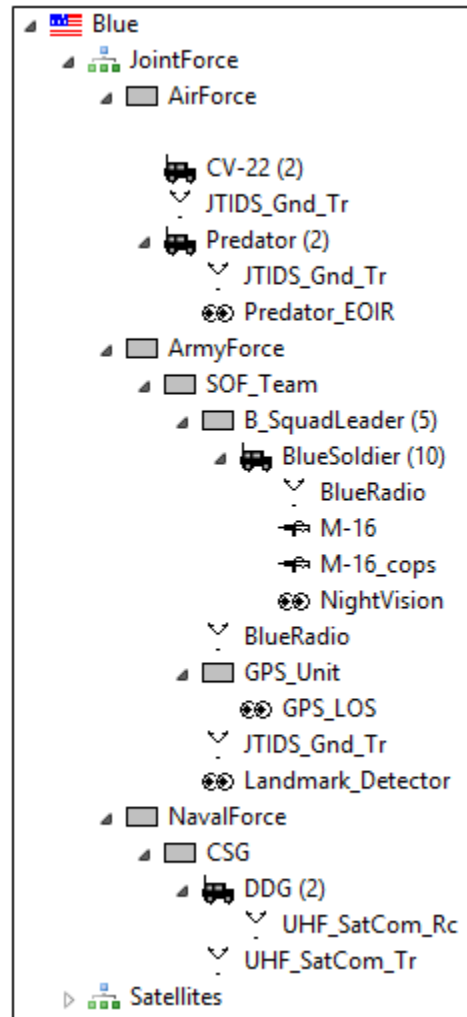 Blue
JointForce
AirForce
CV-22 (2)
JTIDS_Gnd_Tr
Predator (2)
JTIDS_Gnd_Tr
Predator_EOIR
ArmyForce
SOF_Team
B_SquadLeader (5)
BlueSoldier (10)
BlueRadio
M-16
M-16_cops
NightVision
BlueRadio
GPS_Unit
GPS_LOS
JTIDS_Gnd_Tr
Landmark_Detector
NavalForce
CSG
DDG (2)
UHF_SatCom_Rc
UHF_SatCom_Tr
Satellites